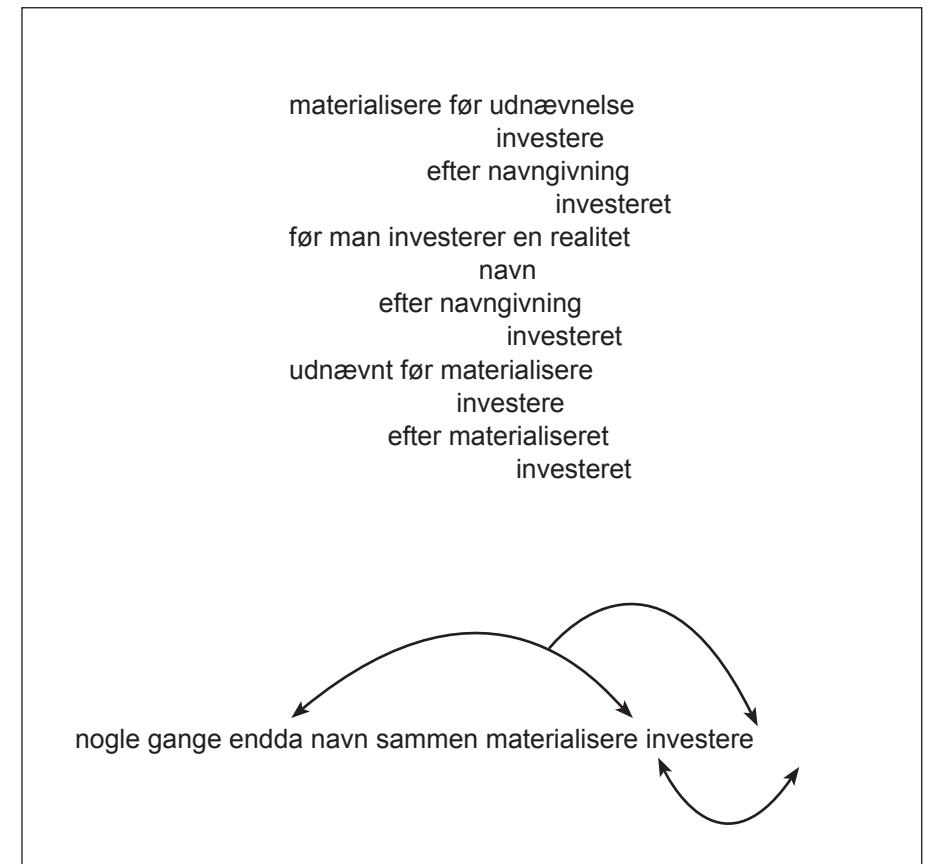 materialisere før udnævnelse
investere
efter navngivning
investeret
før man investerer en realitet
navn
efter navngivning
investeret
udnævnt før materialisere
investere
efter materialiseret
investeret
nogle gange endda navn sammen materialisere investere